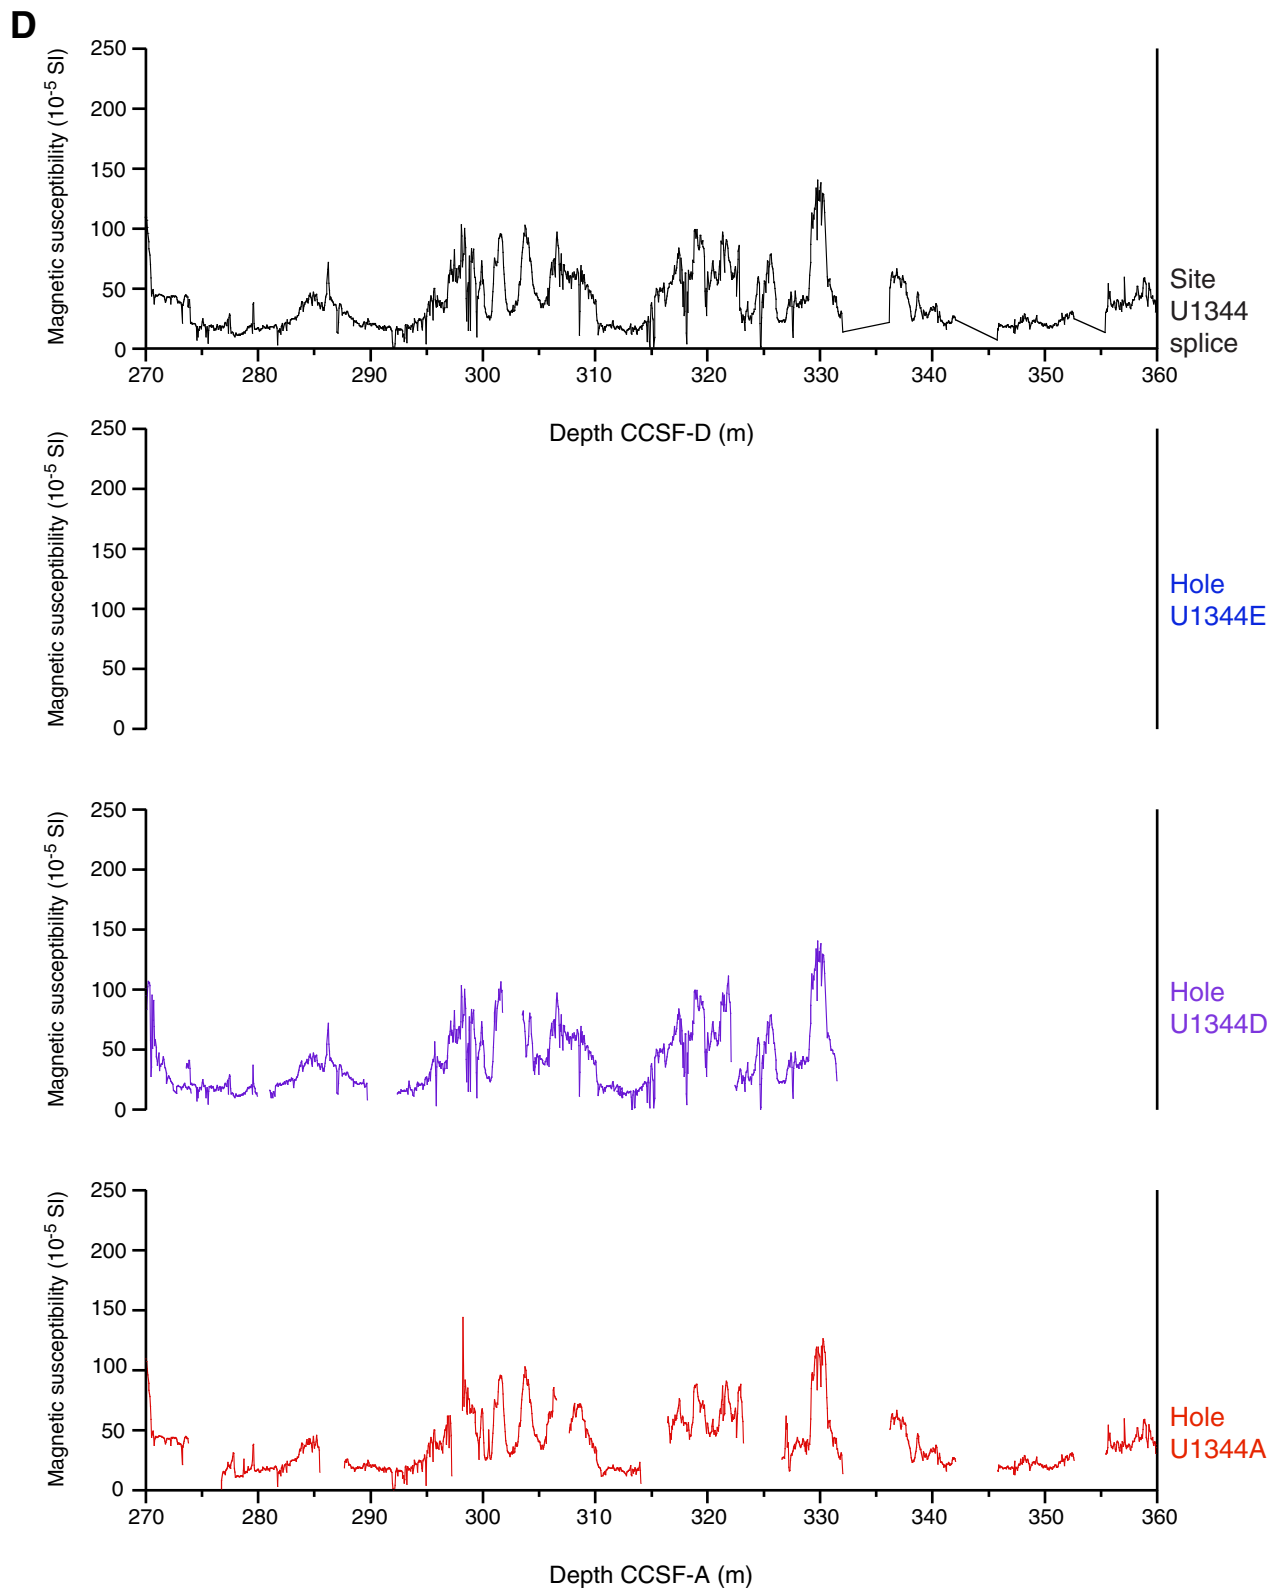 D
Magnetic susceptibility (10-5 SI)
250
200
150
100
50
0
270 280 290 300 310 320 330 340 350 360
Depth CCSF-D (m)
Site
U1344
splice
Magnetic susceptibility (10-5 SI)
250
200
150
100
50
0
Hole
U1344E
Magnetic susceptibility (10-5 SI)
250
200
150
100
50
0
Hole
U1344D
Magnetic susceptibility (10-5 SI)
250
200
150
100
50
0
270 280 290 300 310 320 330 340 350 360
Hole
U1344A
Depth CCSF-A (m)